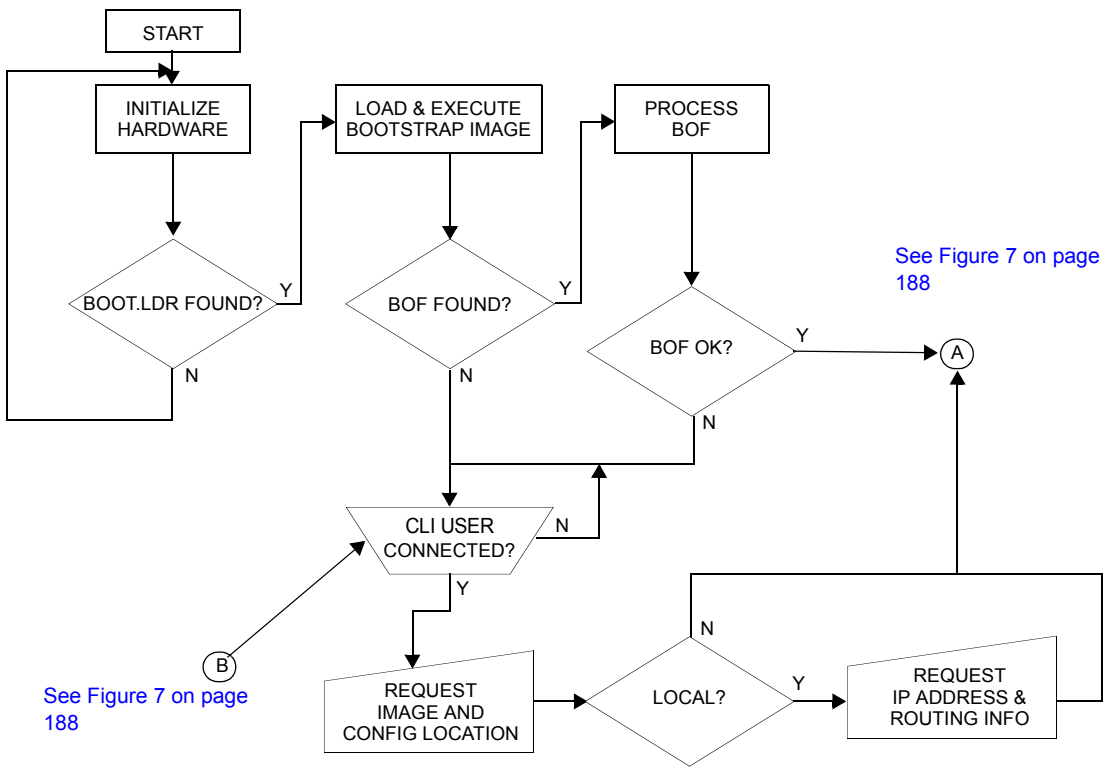 START
INITIALIZE
HARDWARE
LOAD & EXECUTE
BOOTSTRAP IMAGE
PROCESS
BOF
BOOT.LDR FOUND?
Y
N
BOF FOUND?
Y
N
BOF OK?
Y
N
See Figure 7 on page
188
A
CLI USER
CONNECTED?
N
Y
B
See Figure 7 on page
188
REQUEST
IMAGE AND
CONFIG LOCATION
LOCAL?
N
Y
REQUEST
IP ADDRESS &
ROUTING INFO